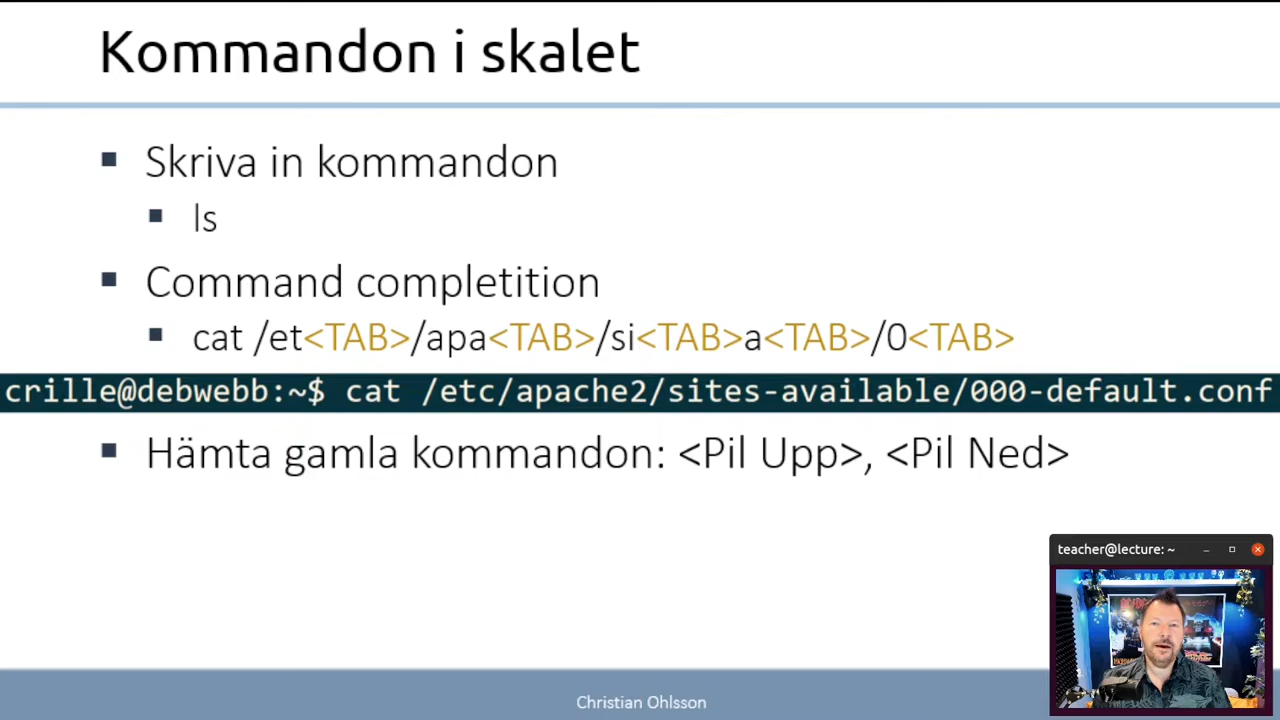 Kommandon i skalet
Skriva in kommandon
ls
Command completition
cat /et<TAB>/apa<TAB>/si<TAB>a<TAB>/0<TAB>
crille@debwebb:~$ cat /etc/apache2/sites-available/000-default.conf
Hämta gamla kommandon: <Pil Upp>, <Pil Ned>
teacher@lecture: ~
Christian Ohlsson